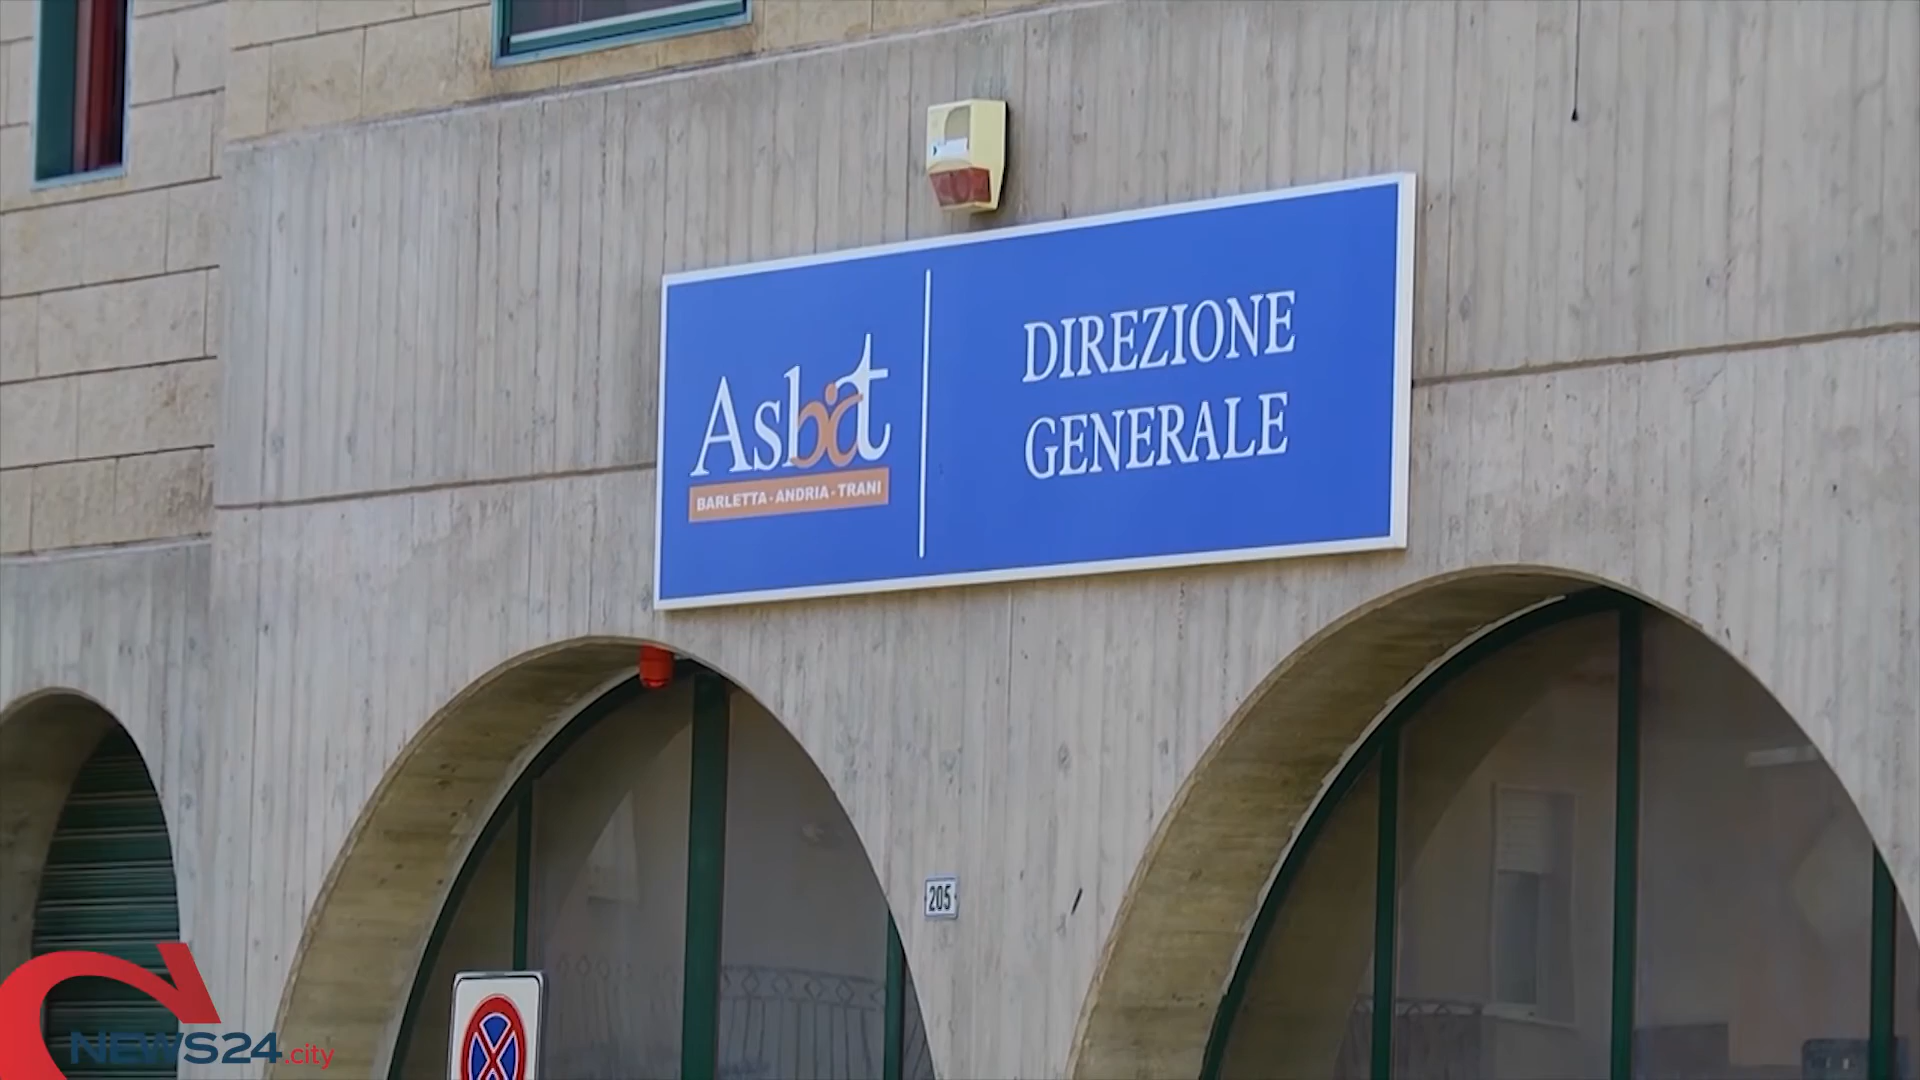 Asbat
BARLETTA - ANDRIA - TRANI
DIREZIONE
GENERALE
205
NEWS24.city